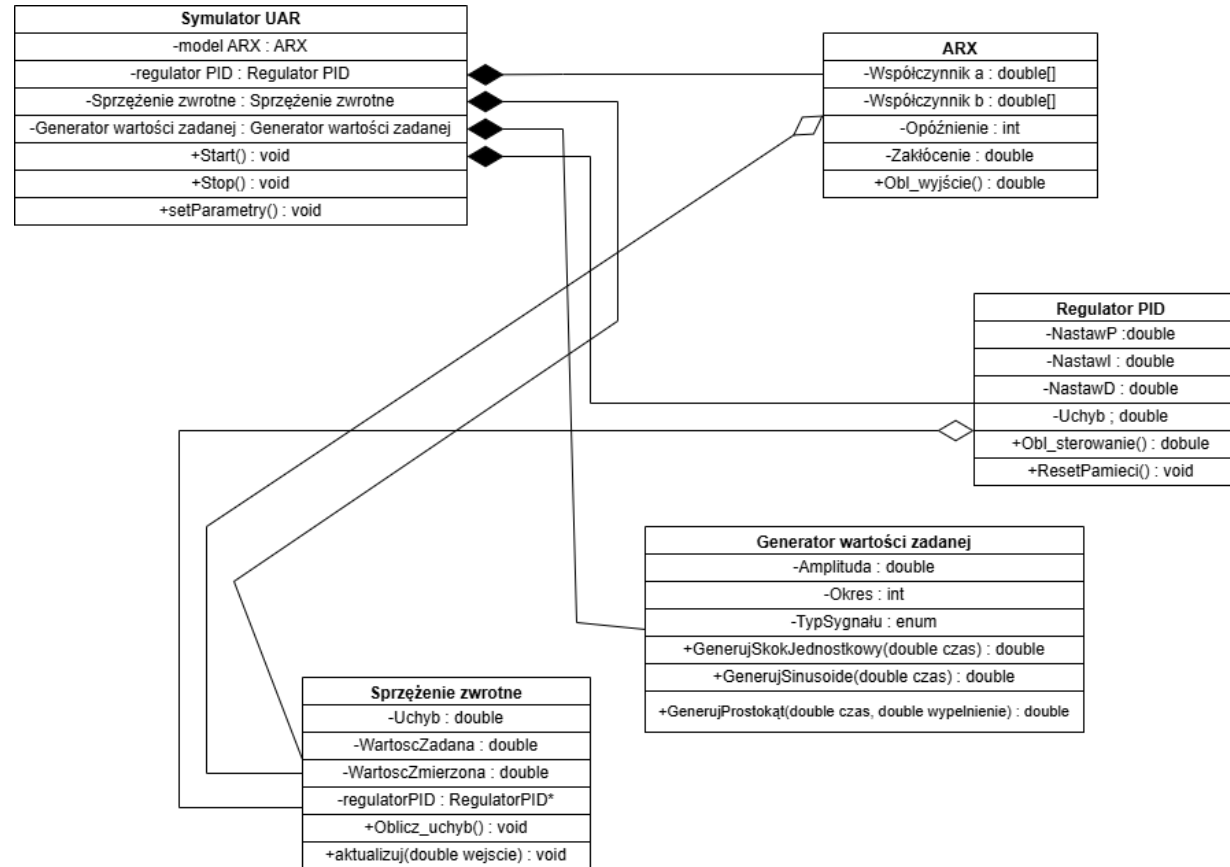 Symulator UAR
-model ARX : ARX
-regulator PID : Regulator PID
-Sprzężenie zwrotne : Sprzężenie zwrotne
-Generator wartości zadanej : Generator wartości zadanej
+Start() : void
+Stop() : void
+setParametry() : void
ARX
-Współczynnik a : double[]
-Współczynnik b : double[]
-Opóźnienie : int
-Zakłócenie : double
+Obl_wyjście() : double
Regulator PID
-NastawP :double
-NastawI : double
-NastawD : double
-Uchyb ; double
+Obl_sterowanie() : dobule
+ResetPamieci() : void
Generator wartości zadanej
-Amplituda : double
-Okres : int
-TypSygnału : enum
+GenerujSkokJednostkowy(double czas) : double
+GenerujSinusoide(double czas) : double
+GenerujProstokąt(double czas, double wypelnienie) : double
Sprzężenie zwrotne
-Uchyb : double
-WartoscZadana : double
-WartoscZmierzona : double
-regulatorPID : RegulatorPID*
+Oblicz_uchyb() : void
+aktualizuj(double wejscie) : void